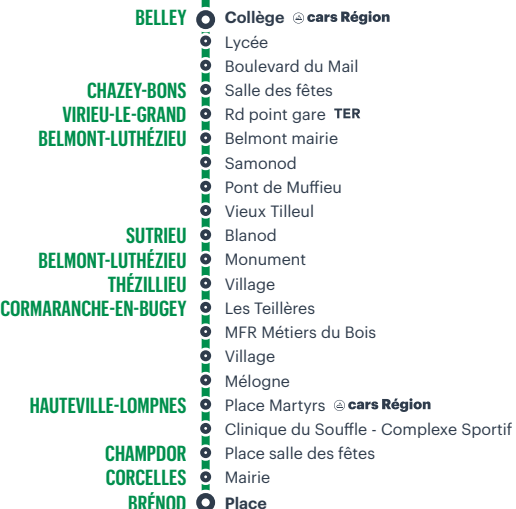 BELLEY Collège cars Région
Lycée
Boulevard du Mail
CHAZEY-BONS Salle des fêtes
VIRIEU-LE-GRAND Rd point gare TER
BELMONT-LUTHÉZIEU Belmont mairie
Samonod
Pont de Muffieu
Vieux Tilleul
SUTRIEU Blanod
BELMONT-LUTHÉZIEU Monument
THÉZILLIEU Village
CORMARANCHE-EN-BUGEY Les Teillères
MFR Métiers du Bois
Village
Mélogne
HAUTEVILLE-LOMPNES Place Martyrs cars Région
Clinique du Souffle - Complexe Sportif
CHAMPDOR Place salle des fêtes
CORCELLES Mairie
BRÉNOD Place